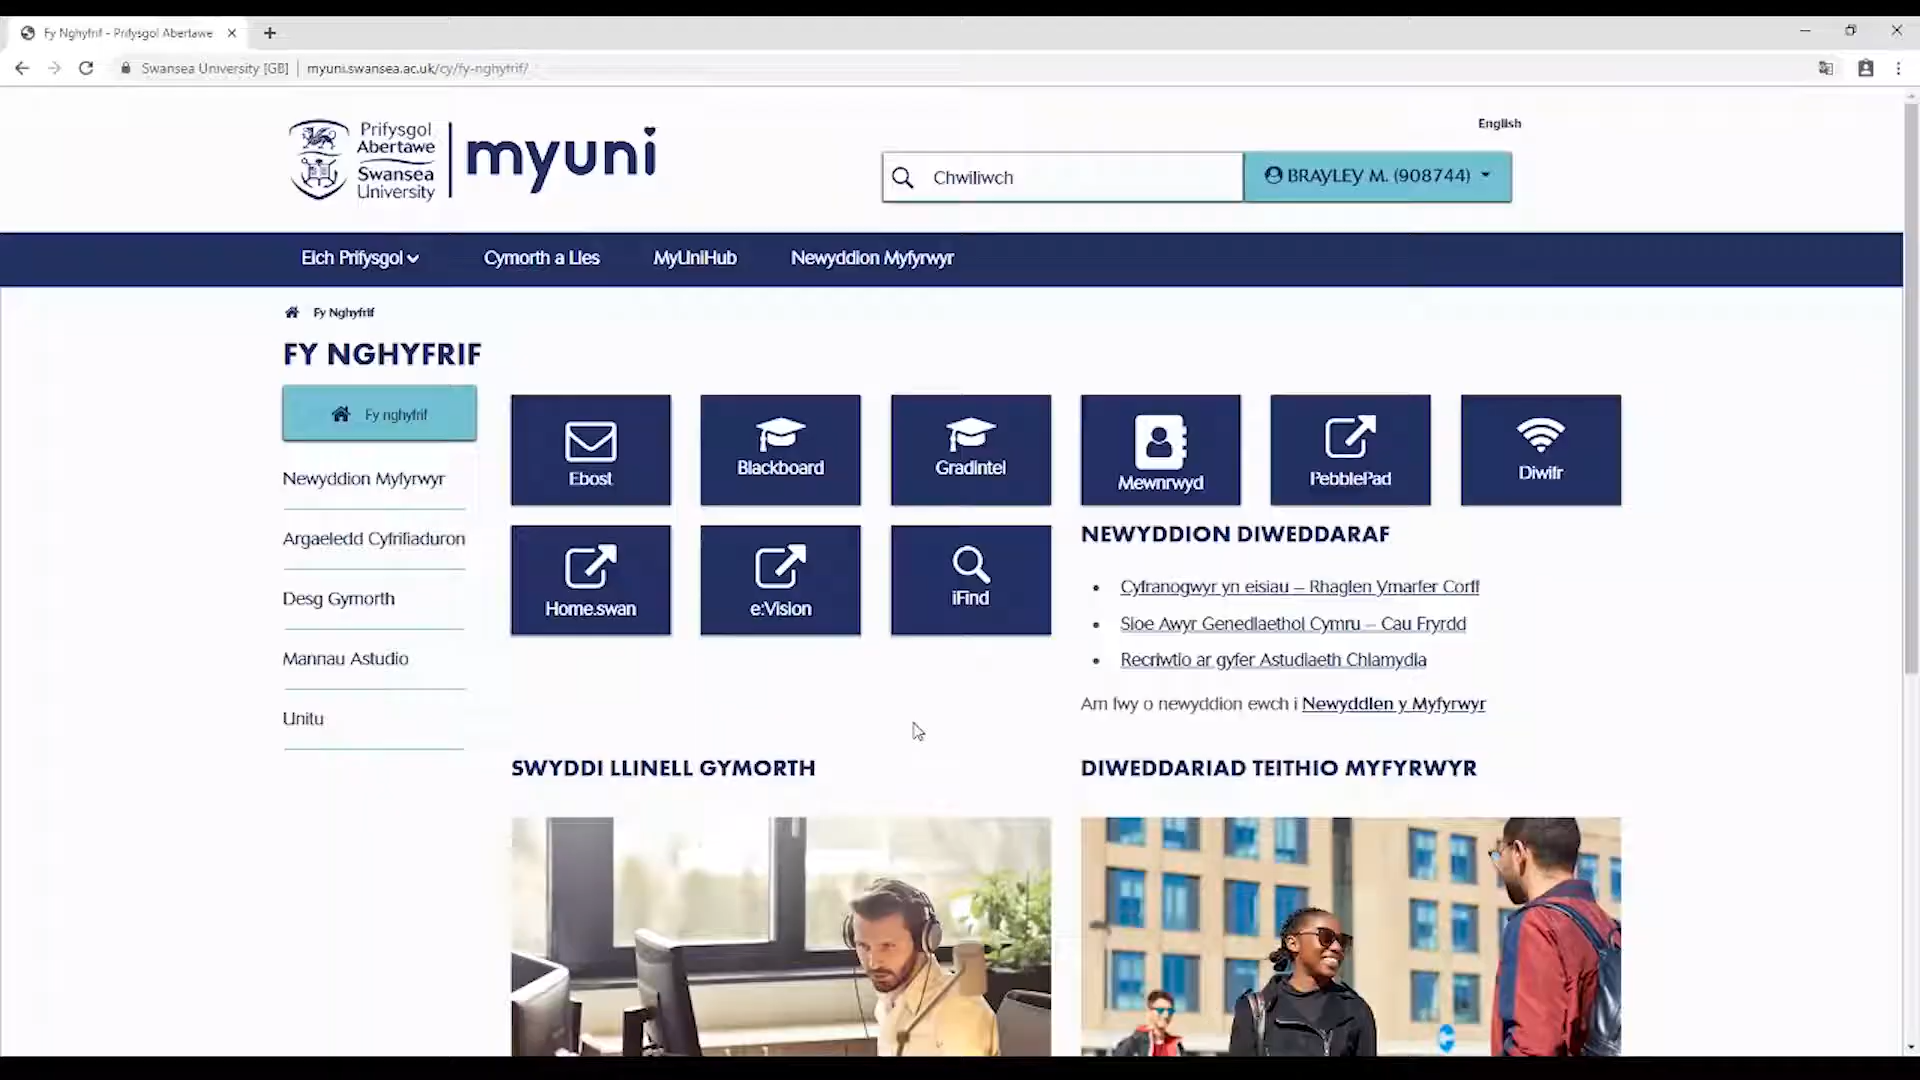 Fy Nghyfrif - Prifysgol Abertawe
Swansea University [GB] | myuni.swansea.ac.uk/cy/fy-nghyfrif/
English
Prifysgol
Abertawe
Swansea
University
myuni
Chwiliwch
BRAYLEY M. (908744)
Eich Prifysgol
Cymorth a Lles
MyUniHub
Newyddion Myfyrwyr
Fy Nghyfrif
FY NGHYFRIF
Fy nghyfrif
Newyddion Myfyrwyr
Argaeledd Cyfrifiaduron
Desg Gymorth
Mannau Astudio
Unitu
Ebost
Blackboard
Gradintel
Mewnrwyd
PebblePad
Diwifr
Home.swan
e:Vision
iFind
NEWYDDION DIWEDDARAF
• Cyfranogwyr yn eisiau – Rhaglen Ymarfer Corff
• Sioe Awyr Genedlaethol Cymru – Cau Ffyrdd
• Recriwtio ar gyfer Astudiaeth Chlamydia
Am fwy o newyddion ewch i Newyddlen y Myfyrwyr
SWYDDI LLINELL GYMORTH
DIWEDDARIAD TEITHIO MYFYRWYR